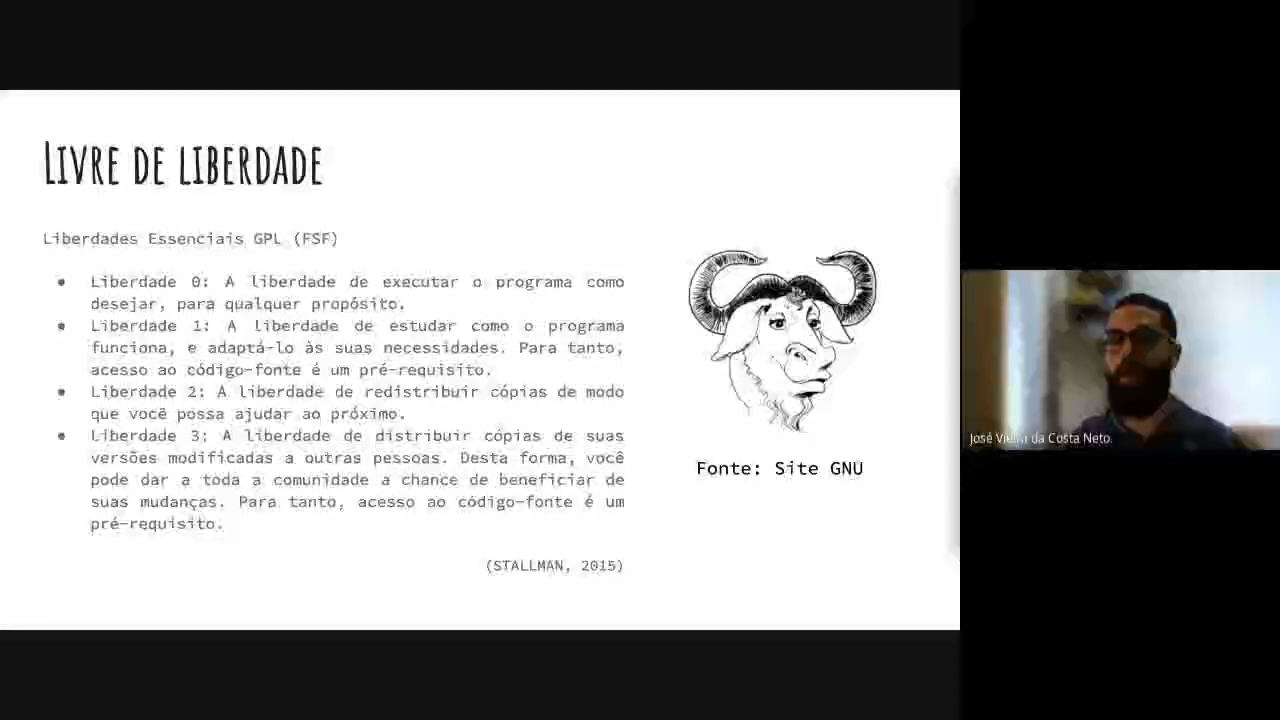 LIVRE DE LIBERDADE
Liberdades Essenciais GPL (FSF)
● Liberdade 0: A liberdade de executar o programa como
desejar, para qualquer propósito.
● Liberdade 1: A liberdade de estudar como o programa
funciona, e adaptá-lo às suas necessidades. Para tanto,
acesso ao código-fonte é um pré-requisito.
● Liberdade 2: A liberdade de redistribuir cópias de modo
que você possa ajudar ao próximo.
● Liberdade 3: A liberdade de distribuir cópias de suas
versões modificadas a outras pessoas. Desta forma, você
pode dar a toda a comunidade a chance de beneficiar de
suas mudanças. Para tanto, acesso ao código-fonte é um
pré-requisito.
(STALLMAN, 2015)
Fonte: Site GNU
José Vieira da Costa Neto